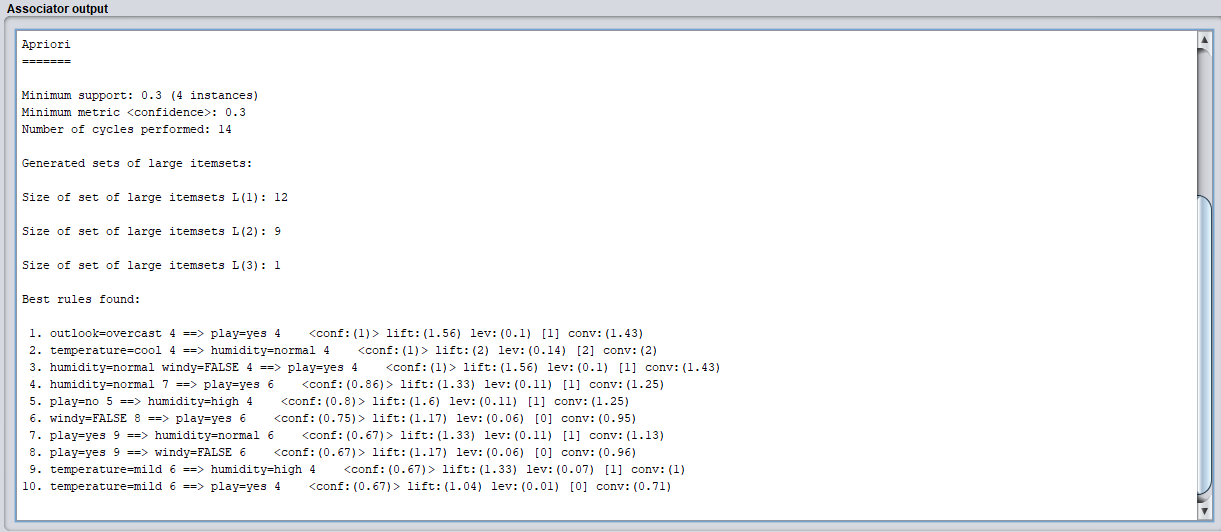 Associator output
Apriori
=======
Minimum support: 0.3 (4 instances)
Minimum metric <confidence>: 0.3
Number of cycles performed: 14
Generated sets of large itemsets:
Size of set of large itemsets L(1): 12
Size of set of large itemsets L(2): 9
Size of set of large itemsets L(3): 1
Best rules found:
1. outlook=overcast 4 ==> play=yes 4    <conf:(1)> lift:(1.56) lev:(0.1) [1] conv:(1.43)
2. temperature=cool 4 ==> humidity=normal 4    <conf:(1)> lift:(2) lev:(0.14) [2] conv:(2)
3. humidity=normal windy=FALSE 4 ==> play=yes 4    <conf:(1)> lift:(1.56) lev:(0.1) [1] conv:(1.43)
4. humidity=normal 7 ==> play=yes 6    <conf:(0.86)> lift:(1.33) lev:(0.11) [1] conv:(1.25)
5. play=no 5 ==> humidity=high 4    <conf:(0.8)> lift:(1.6) lev:(0.11) [1] conv:(1.25)
6. windy=FALSE 8 ==> play=yes 6    <conf:(0.75)> lift:(1.17) lev:(0.06) [0] conv:(0.95)
7. play=yes 9 ==> humidity=normal 6    <conf:(0.67)> lift:(1.33) lev:(0.11) [1] conv:(1.13)
8. play=yes 9 ==> windy=FALSE 6    <conf:(0.67)> lift:(1.17) lev:(0.06) [0] conv:(0.96)
9. temperature=mild 6 ==> humidity=high 4    <conf:(0.67)> lift:(1.33) lev:(0.07) [1] conv:(1)
10. temperature=mild 6 ==> play=yes 4    <conf:(0.67)> lift:(1.04) lev:(0.01) [0] conv:(0.71)